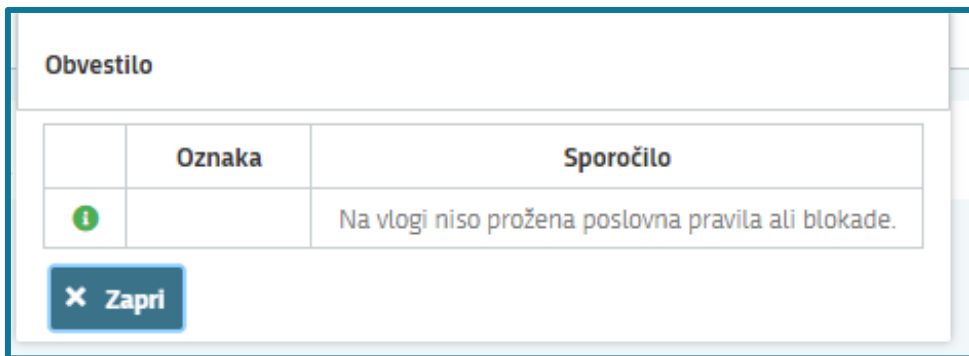 Obvestilo
Oznaka Sporočilo
Na vlogi niso prožena poslovna pravila ali blokade.
Zapri